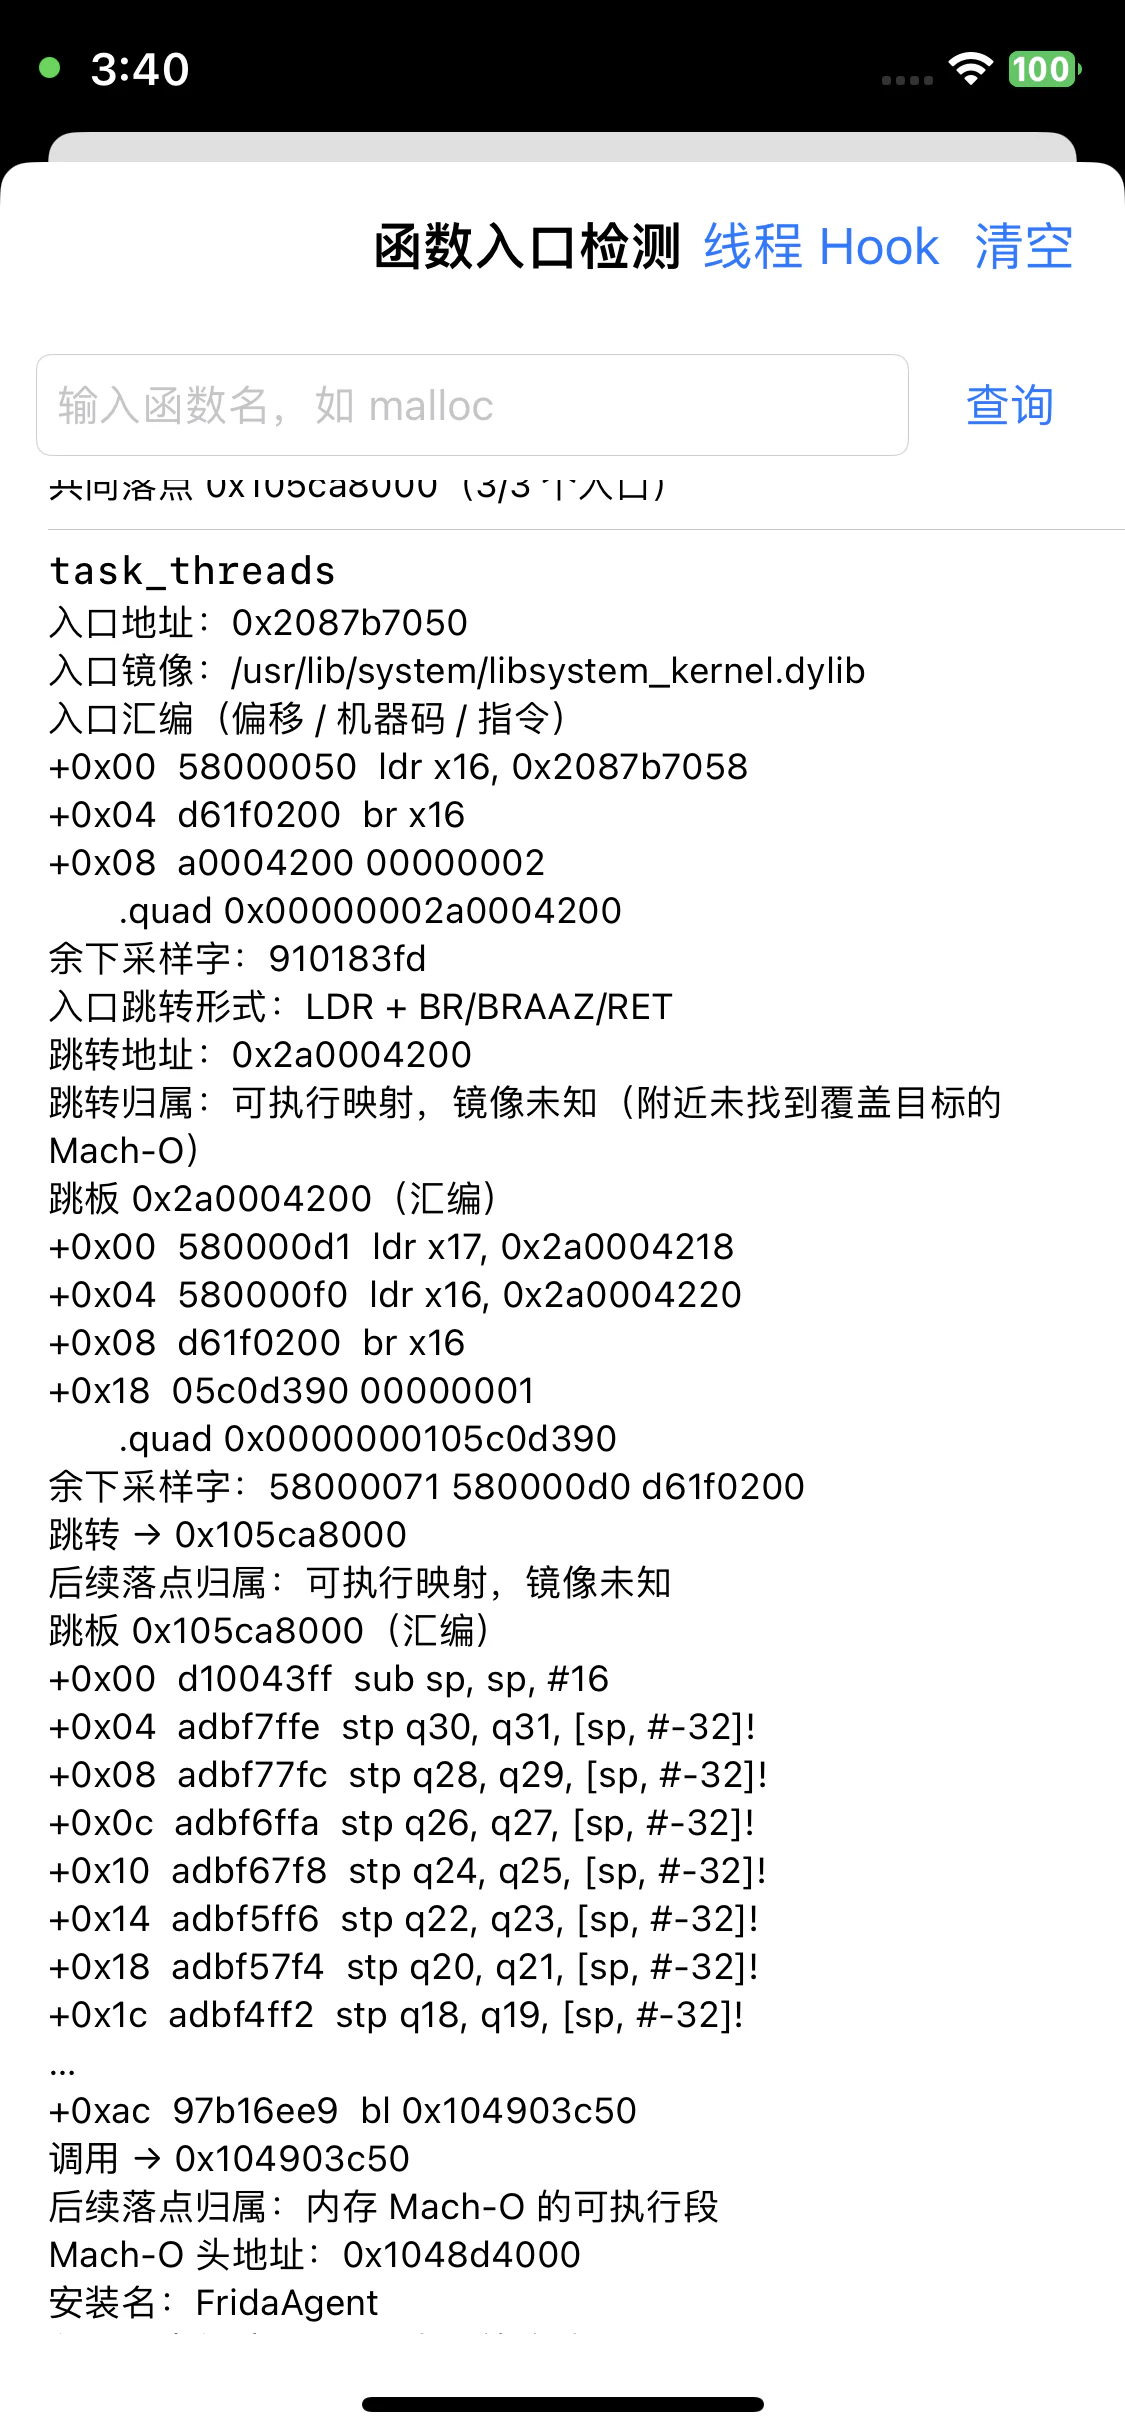 3:40
100
函数入口检测 线程 Hook 清空
输入函数名，如 malloc
查询
共同落点 0x105ca8000（3/3 个入口）
task_threads
入口地址：0x2087b7050
入口镜像：/usr/lib/system/libsystem_kernel.dylib
入口汇编（偏移 / 机器码 / 指令）
+0x00 58000050 ldr x16, 0x2087b7058
+0x04 d61f0200 br x16
+0x08 a0004200 00000002
.quad 0x00000002a0004200
余下采样字：910183fd
入口跳转形式：LDR + BR/BRAAZ/RET
跳转地址：0x2a0004200
跳转归属：可执行映射，镜像未知（附近未找到覆盖目标的
Mach-O）
跳板 0x2a0004200（汇编）
+0x00 580000d1 ldr x17, 0x2a0004218
+0x04 580000f0 ldr x16, 0x2a0004220
+0x08 d61f0200 br x16
+0x18 05c0d390 00000001
.quad 0x0000000105c0d390
余下采样字：58000071 580000d0 d61f0200
跳转 → 0x105ca8000
后续落点归属：可执行映射，镜像未知
跳板 0x105ca8000（汇编）
+0x00 d10043ff sub sp, sp, #16
+0x04 adbf7ffe stp q30, q31, [sp, #-32]!
+0x08 adbf77fc stp q28, q29, [sp, #-32]!
+0x0c adbf6ffa stp q26, q27, [sp, #-32]!
+0x10 adbf67f8 stp q24, q25, [sp, #-32]!
+0x14 adbf5ff6 stp q22, q23, [sp, #-32]!
+0x18 adbf57f4 stp q20, q21, [sp, #-32]!
+0x1c adbf4ff2 stp q18, q19, [sp, #-32]!
...
+0xac 97b16ee9 bl 0x104903c50
调用 → 0x104903c50
后续落点归属：内存 Mach-O 的可执行段
Mach-O 头地址：0x1048d4000
安装名：FridaAgent